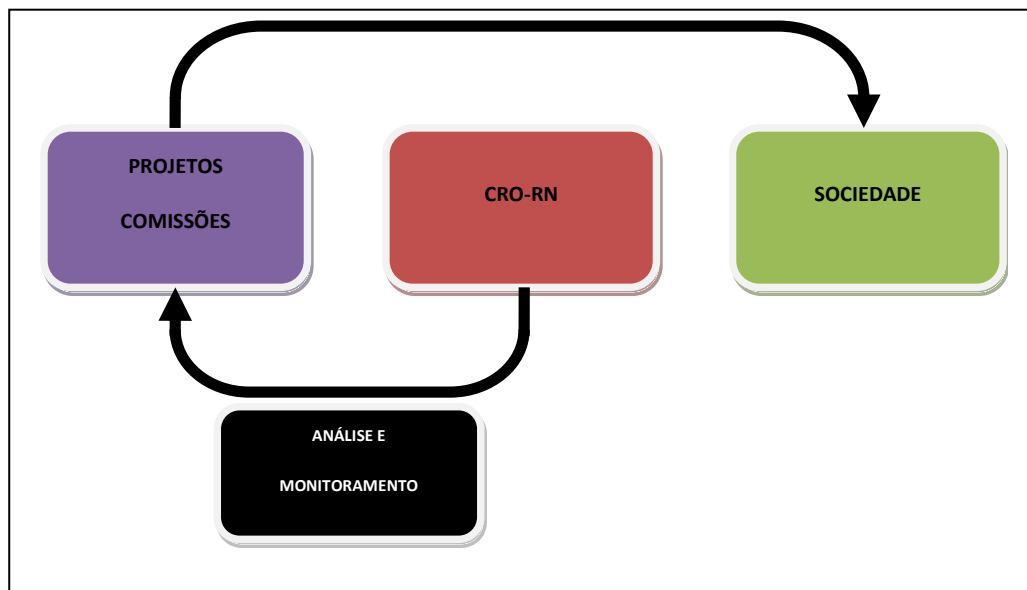 PROJETOS
COMISSÕES
CRO-RN
SOCIEDADE
ANÁLISE E
MONITORAMENTO